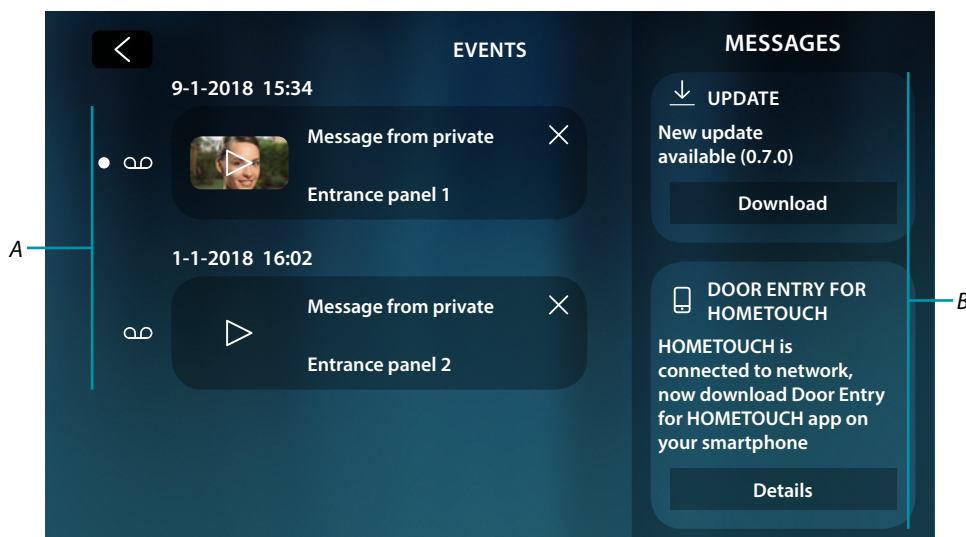 EVENTS
9-1-2018 15:34
Message from private
Entrance panel 1
1-1-2018 16:02
Message from private
Entrance panel 2
A
MESSAGES
UPDATE
New update
available (0.7.0)
Download
DOOR ENTRY FOR
HOMETOUCH
HOMETOUCH is
connected to network,
now download Door Entry
for HOMETOUCH app on
your smartphone
Details
B